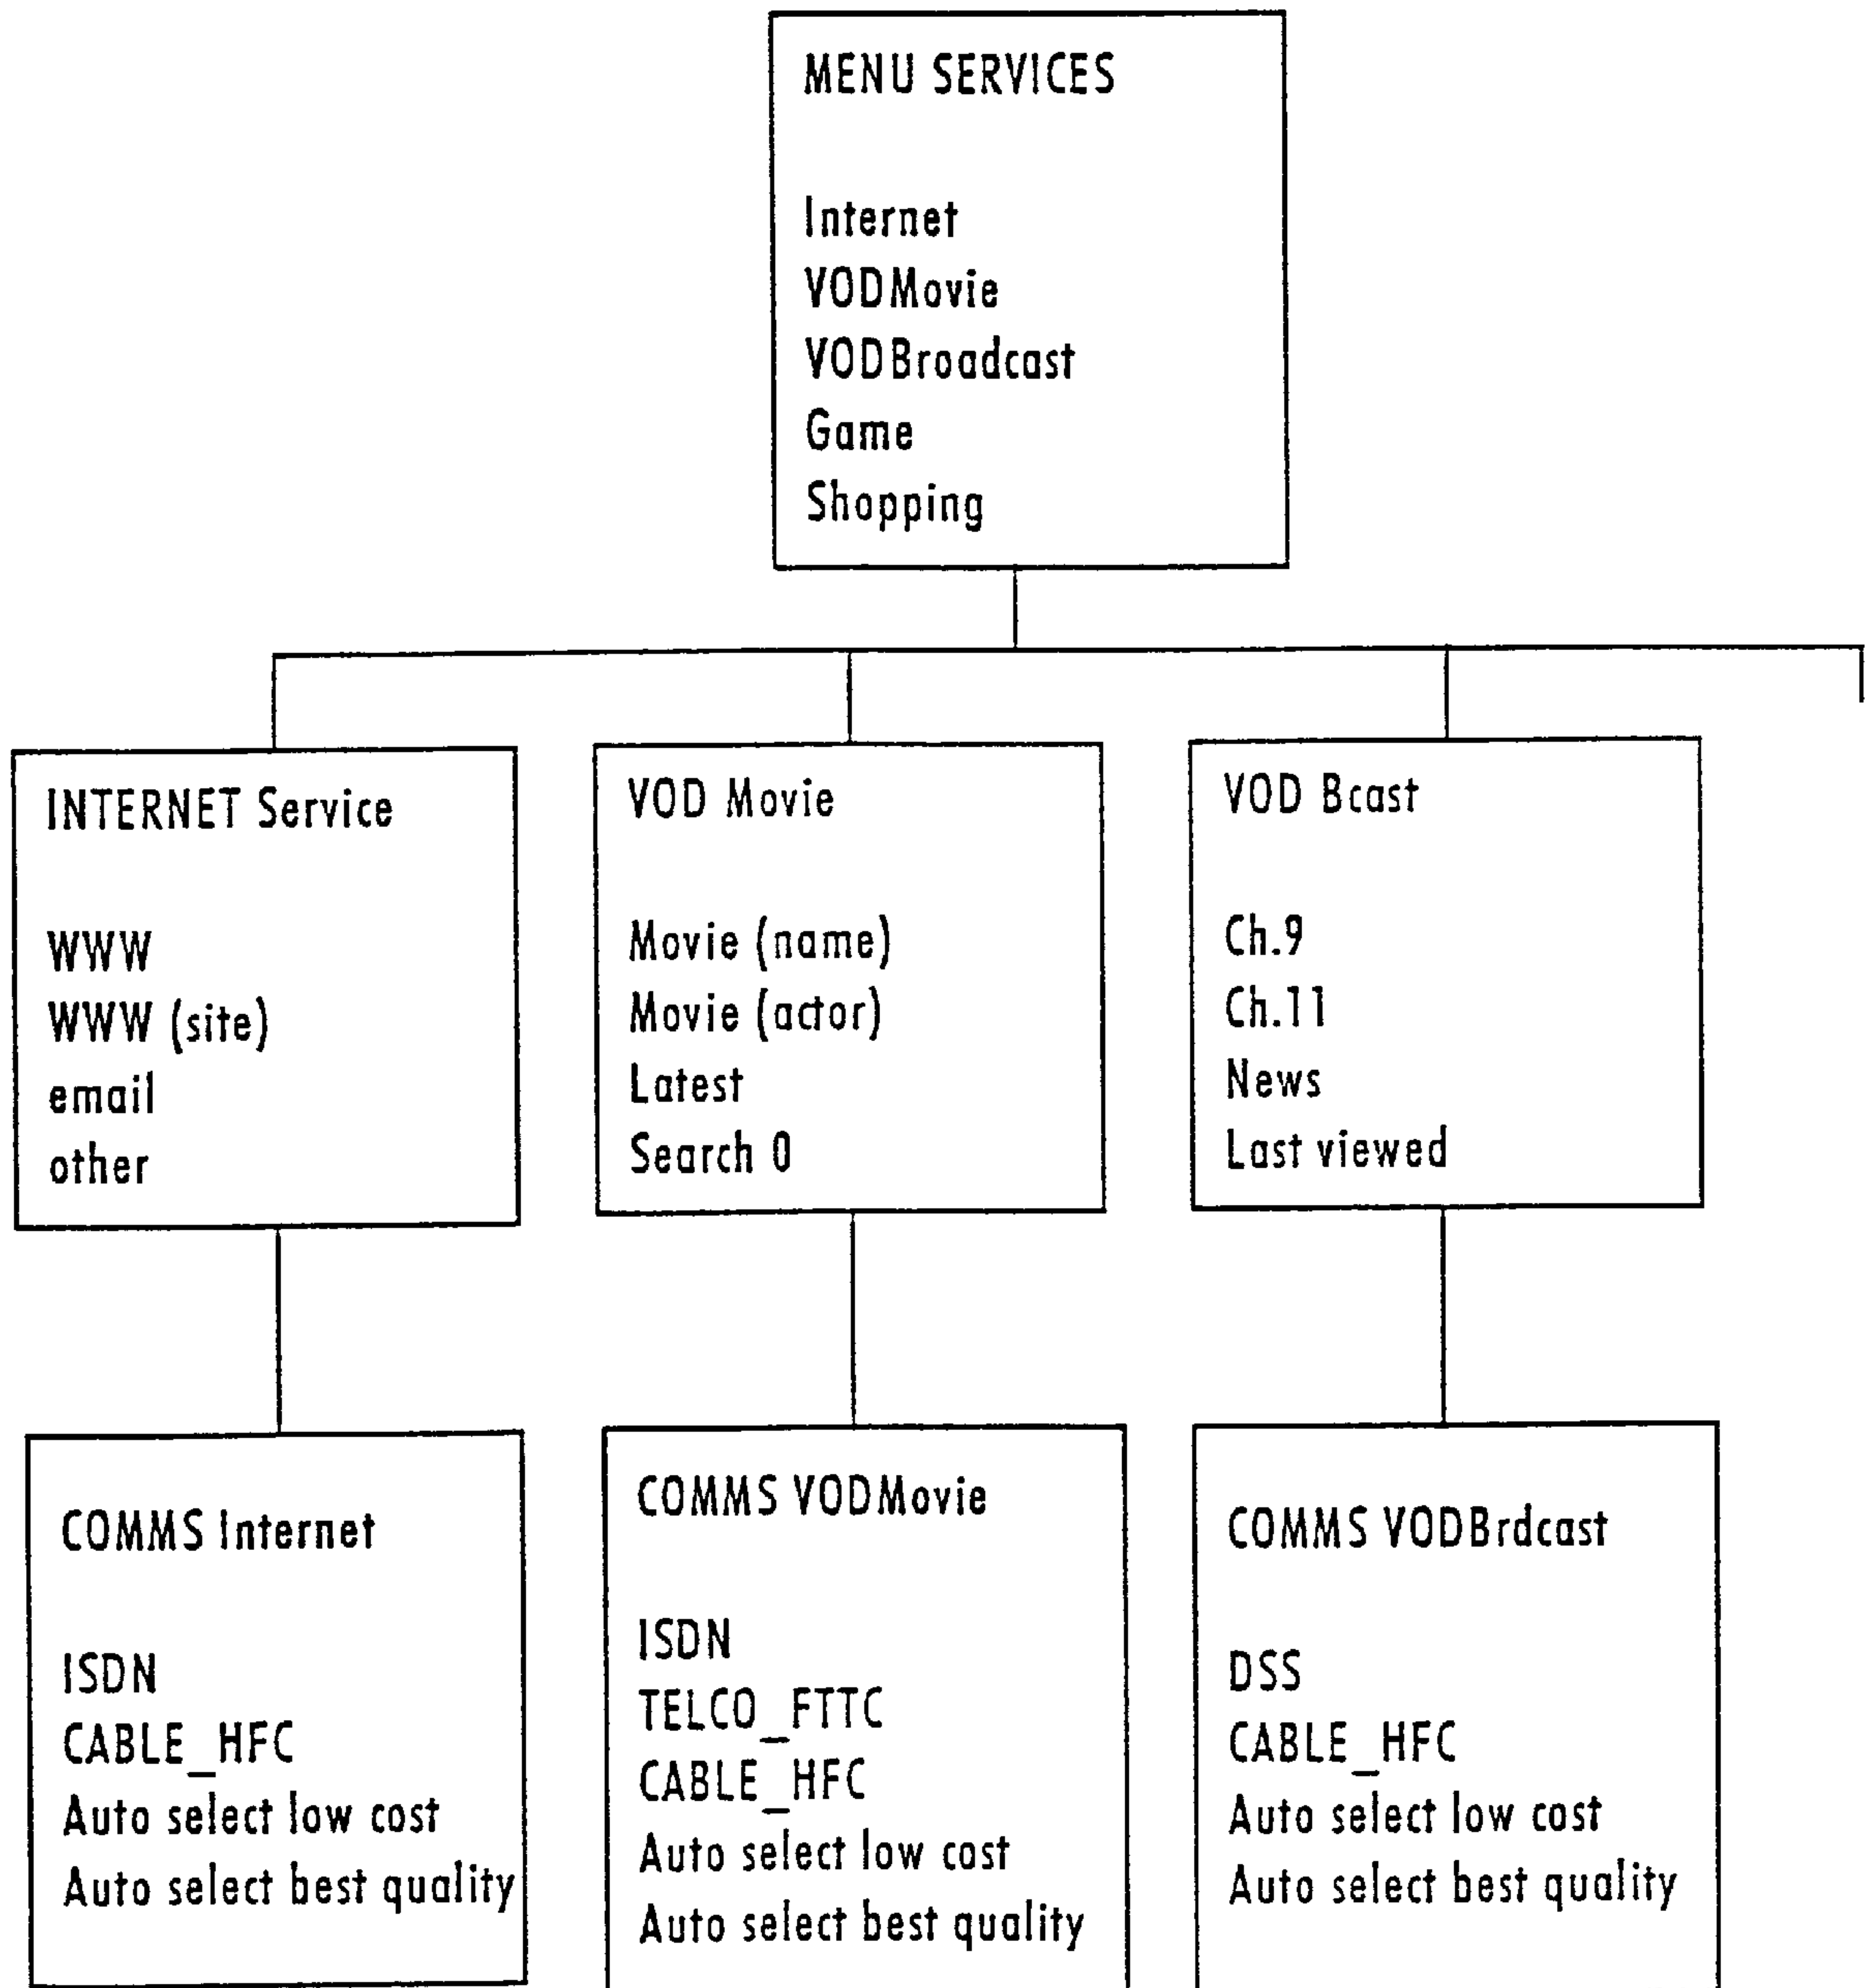 MENU SERVICES
Internet
VODMovie
VODBroadcast
Game
Shopping
INTERNET Service
WWW
WWW (site)
email
other
VOD Movie
Movie (name)
Movie (actor)
Latest
Search 0
VOD Bcast
Ch.9
Ch.11
News
Last viewed
COMMS Internet
ISDN
CABLE_HFC
Auto select low cost
Auto select best quality
COMMS VODMovie
ISDN
TELCO_FTTC
CABLE_HFC
Auto select low cost
Auto select best quality
COMMS VODBrdcast
DSS
CABLE_HFC
Auto select low cost
Auto select best quality